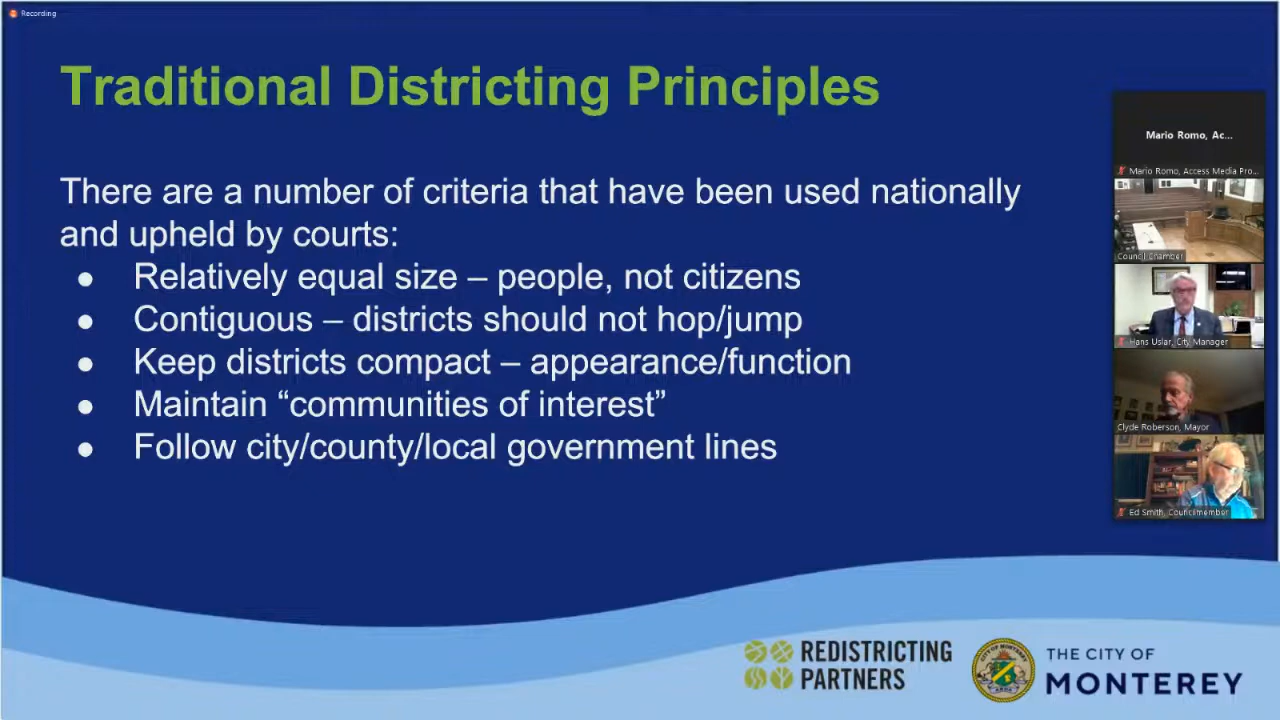 Recording
Traditional Districting Principles
There are a number of criteria that have been used nationally
and upheld by courts:
● Relatively equal size – people, not citizens
● Contiguous – districts should not hop/jump
● Keep districts compact – appearance/function
● Maintain “communities of interest”
● Follow city/county/local government lines
Mario Romo, Ac...
Mario Romo, Access Media Pro...
Council Chamber
Hans Uslar, City Manager
Clyde Roberson, Mayor
Ed Smith, Councilmember
REDISTRICTING
PARTNERS
CITY OF MONTEREY
THE CITY OF
MONTEREY